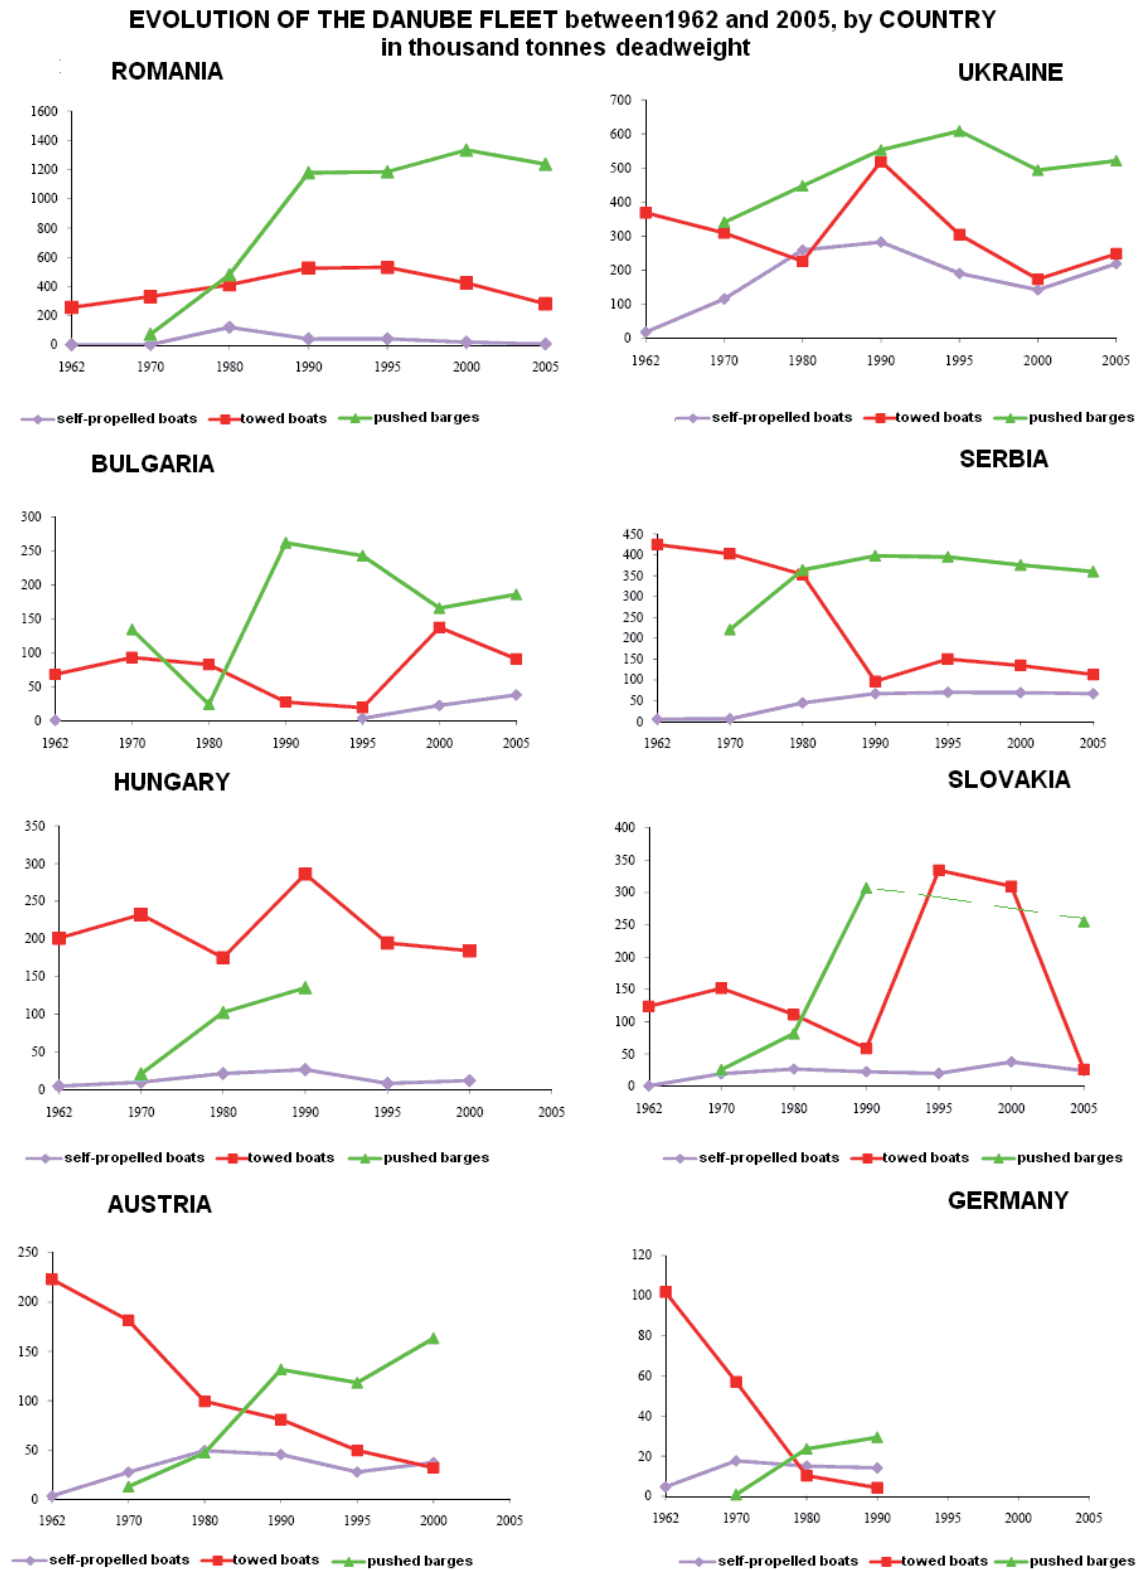 EVOLUTION OF THE DANUBE FLEET between1962 and 2005, by COUNTRY
in thousand tonnes deadweight
ROMANIA
1600
1400
1200
1000
800
600
400
200
0
1962 1970 1980 1990 1995 2000 2005
self-propelled boats towed boats pushed barges
UKRAINE
700
600
500
400
300
200
100
0
1962 1970 1980 1990 1995 2000 2005
self-propelled boats towed boats pushed barges
BULGARIA
300
250
200
150
100
50
0
1962 1970 1980 1990 1995 2000 2005
SERBIA
450
400
350
300
250
200
150
100
50
0
1962 1970 1980 1990 1995 2000 2005
HUNGARY
350
300
250
200
150
100
50
0
1962 1970 1980 1990 1995 2000 2005
self-propelled boats towed boats pushed barges
SLOVAKIA
400
350
300
250
200
150
100
50
0
1962 1970 1980 1990 1995 2000 2005
self-propelled boats towed boats pushed barges
AUSTRIA
250
200
150
100
50
0
1962 1970 1980 1990 1995 2000 2005
self-propelled boats towed boats pushed barges
GERMANY
120
100
80
60
40
20
0
1962 1970 1980 1990 1995 2000 2005
self-propelled boats towed boats pushed barges